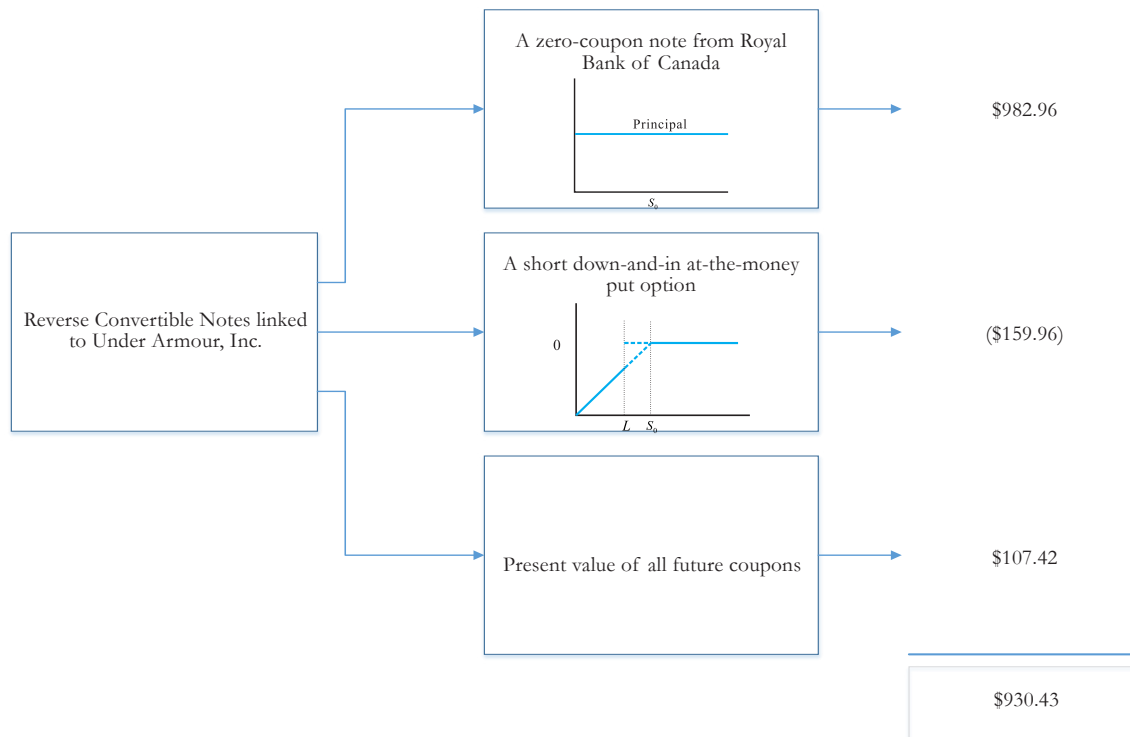 A zero-coupon note from Royal
Bank of Canada
Principal
S₀
$982.96
Reverse Convertible Notes linked
to Under Armour, Inc.
A short down-and-in at-the-money
put option
0
L S₀
($159.96)
Present value of all future coupons
$107.42
$930.43